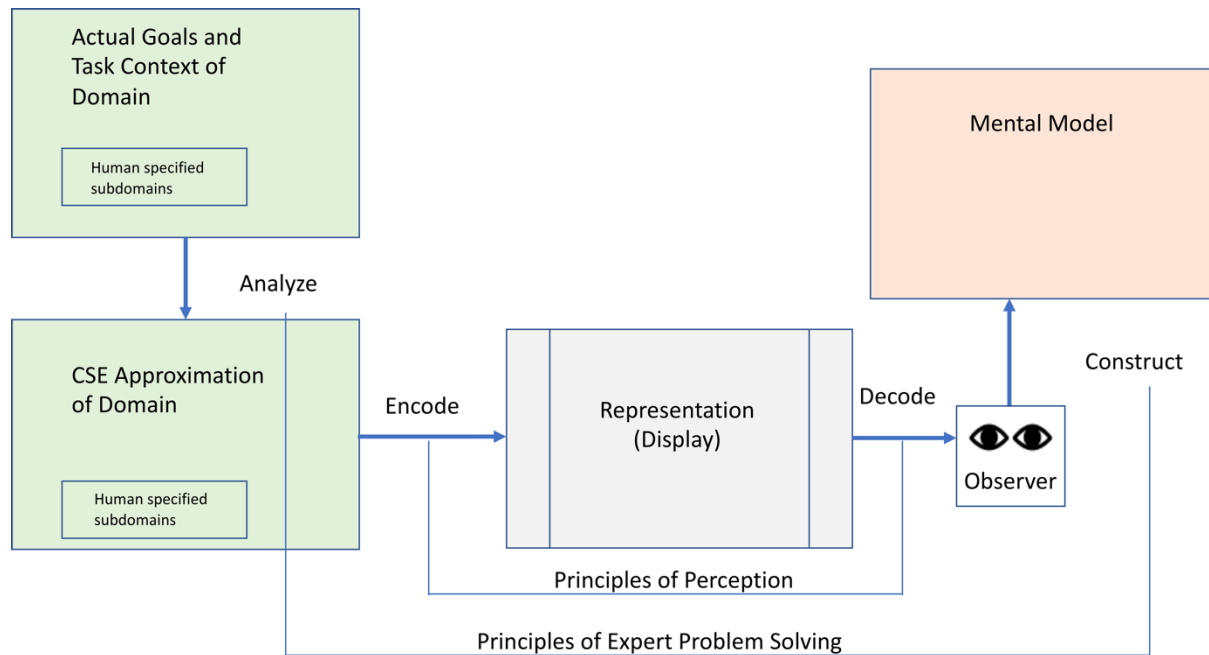 Actual Goals and
Task Context of
Domain
Human specified
subdomains
Analyze
CSE Approximation
of Domain
Human specified
subdomains
Encode
Representation
(Display)
Decode
Observer
Mental Model
Construct
Principles of Perception
Principles of Expert Problem Solving